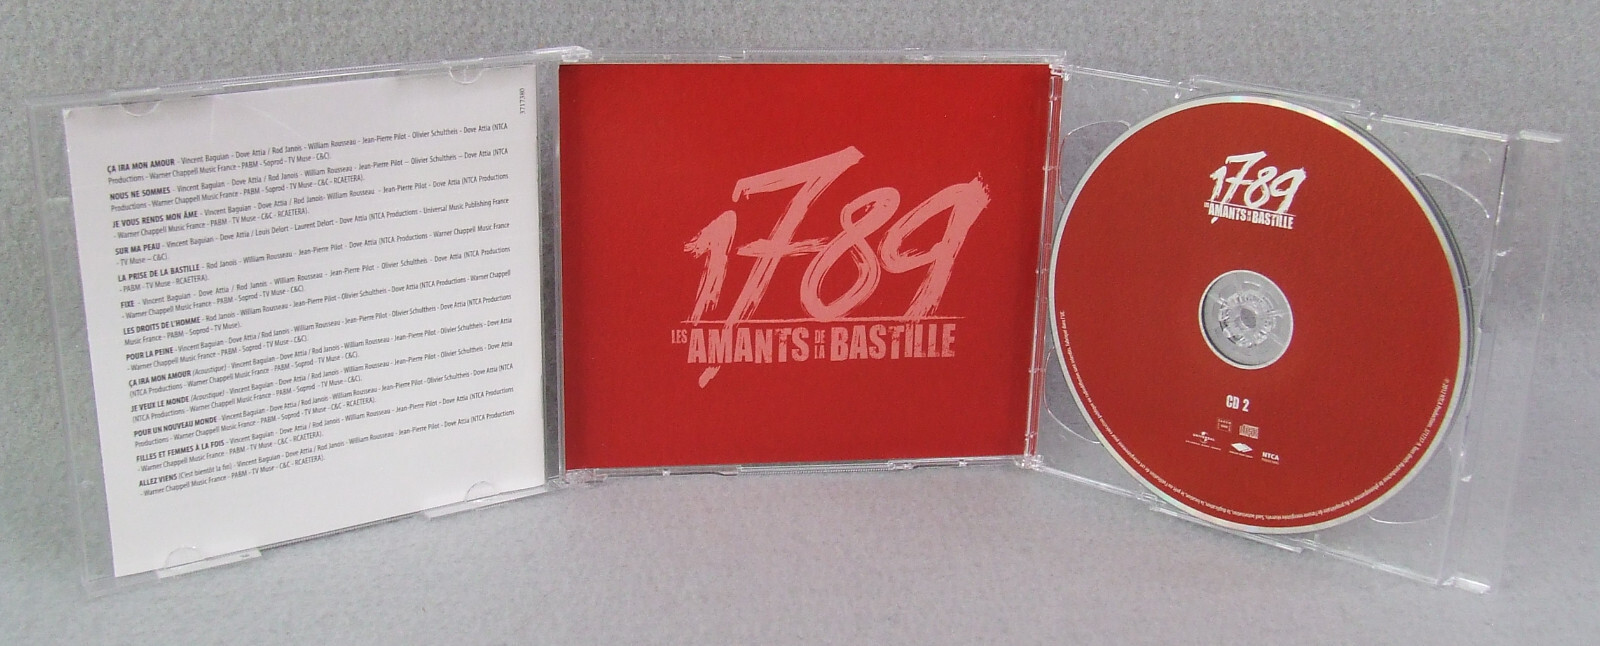 3717380
ÇA IRA MON AMOUR - Vincent Baguian - Dove Attia / Rod Janois - William Rousseau - Jean-Pierre Pilot - Olivier Schultheis - Dove Attia (NTCA
Productions - Warner Chappell Music France - PABM - Soprod - TV Muse - C&C).
NOUS NE SOMMES - Vincent Baguian - Dove Attia / Rod Janois - William Rousseau - Jean-Pierre Pilot - Olivier Schultheis - Dove Attia (NTCA
Productions - Warner Chappell Music France - PABM - Soprod - TV Muse - C&C - RCAETERA).
JE VOUS RENDS MON ÂME - Vincent Baguian - Dove Attia / Rod Janois - William Rousseau - Jean-Pierre Pilot - Dove Attia (NTCA Productions
- Warner Chappell Music France - PABM - TV Muse - C&C - RCAETERA).
SUR MA PEAU - Vincent Baguian - Dove Attia / Louis Delort - Laurent Delort - Dove Attia (NTCA Productions - Universal Music Publishing France
- TV Muse - C&C).
LA PRISE DE LA BASTILLE - Rod Janois - William Rousseau - Jean-Pierre Pilot - Dove Attia (NTCA Productions - Warner Chappell Music France
- PABM - TV Muse - RCAETERA).
FIXE - Vincent Baguian - Dove Attia / Rod Janois - William Rousseau - Jean-Pierre Pilot - Olivier Schultheis - Dove Attia (NTCA Productions
- Warner Chappell Music France - PABM - Soprod - TV Muse - C&C).
LES DROITS DE L'HOMME - Rod Janois - William Rousseau - Jean-Pierre Pilot - Olivier Schultheis - Dove Attia (NTCA Productions - Warner Chappell
Music France - PABM - Soprod - TV Muse).
POUR LA PEINE - Vincent Baguian - Dove Attia / Rod Janois - William Rousseau - Jean-Pierre Pilot - Olivier Schultheis - Dove Attia (NTCA Productions
- Warner Chappell Music France - PABM - Soprod - TV Muse - C&C).
ÇA IRA MON AMOUR (Acoustique) - Vincent Baguian - Dove Attia / Rod Janois - William Rousseau - Jean-Pierre Pilot - Olivier Schultheis - Dove Attia
(NTCA Productions - Warner Chappell Music France - PABM - Soprod - TV Muse - C&C).
JE VEUX LE MONDE (Acoustique) - Vincent Baguian - Dove Attia / Rod Janois - William Rousseau - Jean-Pierre Pilot - Olivier Schultheis - Dove Attia
(NTCA Productions - Warner Chappell Music France - PABM - Soprod - TV Muse - C&C).
POUR UN NOUVEAU MONDE - Vincent Baguian - Dove Attia / Rod Janois - William Rousseau - Jean-Pierre Pilot - Olivier Schultheis - Dove Attia (NTCA
Productions - Warner Chappell Music France - PABM - Soprod - TV Muse - C&C - RCAETERA).
FILLES ET FEMMES À LA FOIS - Vincent Baguian - Dove Attia / Rod Janois - William Rousseau - Jean-Pierre Pilot - Dove Attia (NTCA Productions
- Warner Chappell Music France - PABM - TV Muse - C&C - RCAETERA).
ALLEZ VIENS (C'est bientôt la fin) - Vincent Baguian - Dove Attia / Rod Janois - William Rousseau - Jean-Pierre Pilot - Dove Attia (NTCA Productions
- Warner Chappell Music France - PABM - TV Muse - C&C - RCAETERA).
1789
LES AMANTS DE LA BASTILLE
1789
LES AMANTS DE LA BASTILLE
CD 2
UNIVERSAL
NTCA